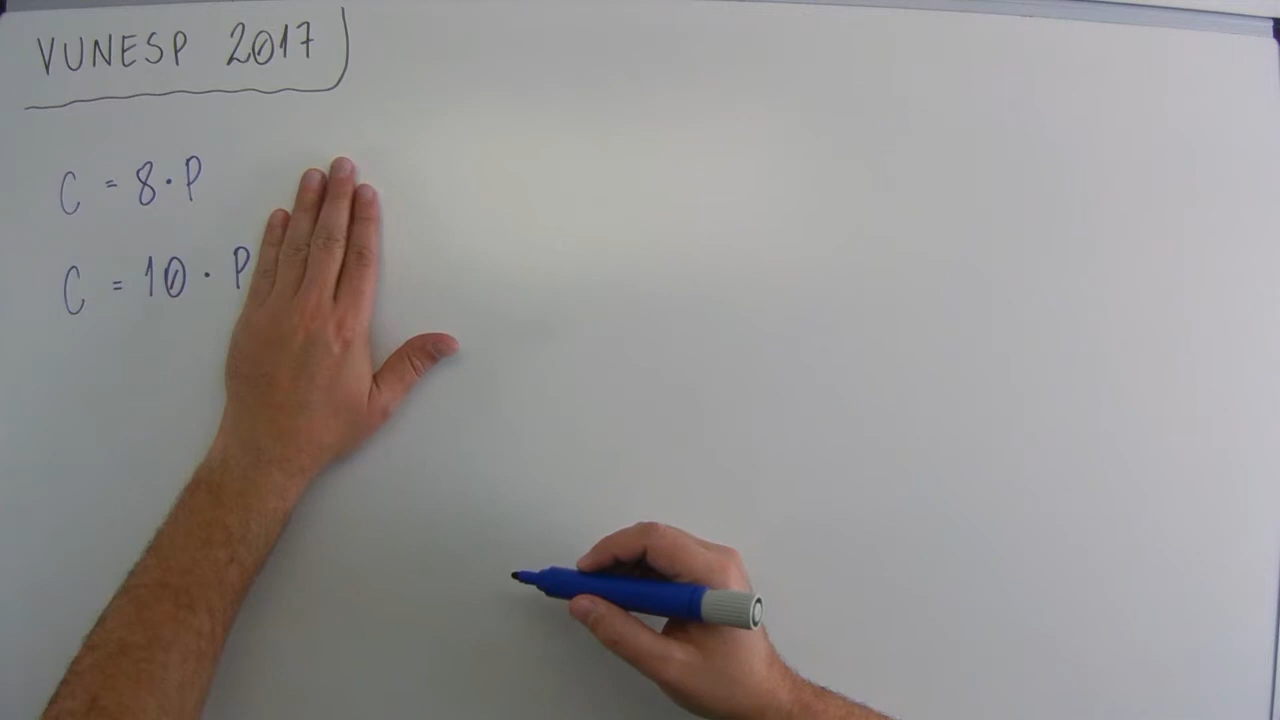 VUNESP 2017
C = 8 · P
C = 10 · P